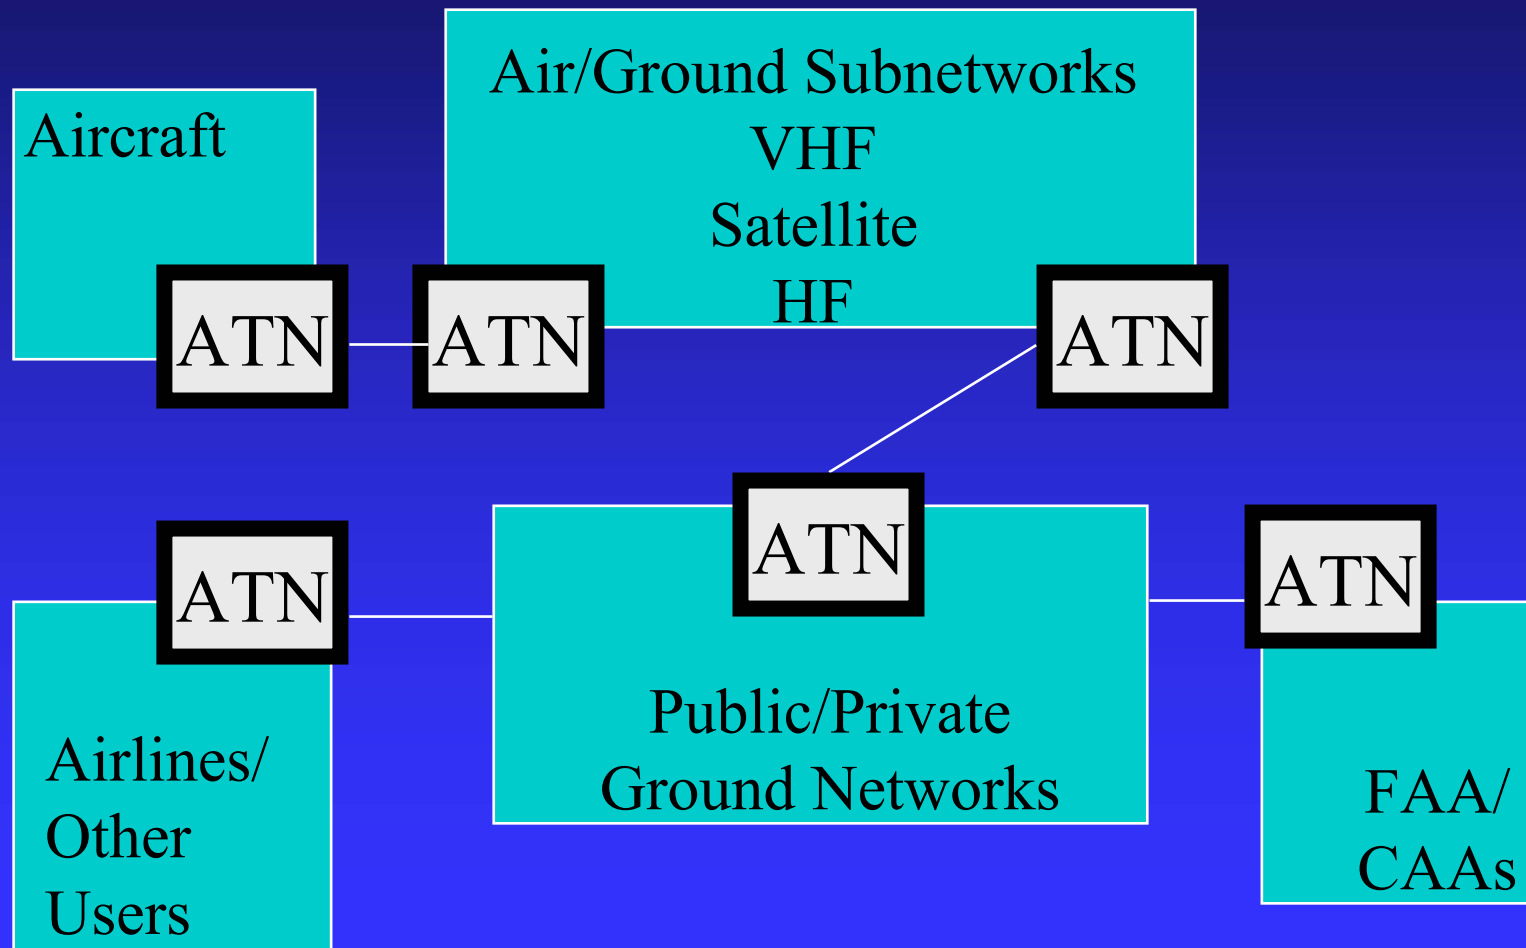 Aircraft
ATN
Air/Ground Subnetworks
VHF
Satellite
HF
ATN
ATN
ATN
Airlines/
Other
Users
ATN
Public/Private
Ground Networks
ATN
FAA/
CAAs